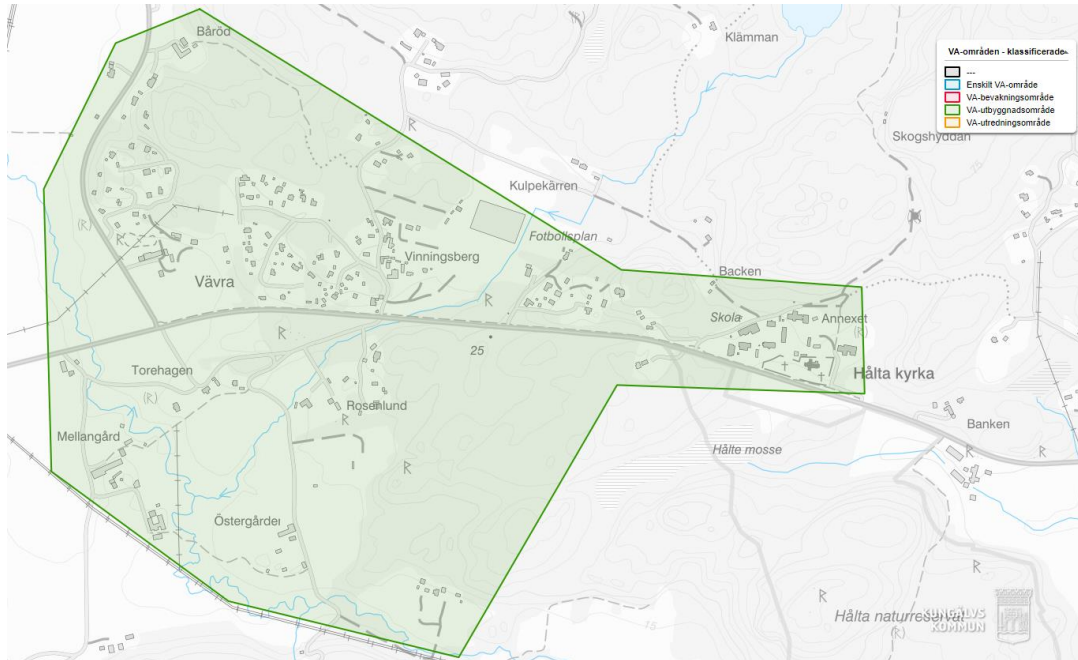 Båröd
Klämman
VA-områden - klassificerade
---
Enskilt VA-område
VA-bevakningsområde
VA-utbyggnadsområde
VA-utredningsområde
R
Skogshyddan
R
Kulpekärren
(R)
R
Fotbollsplan
Vinningsberg
Backen
Vävra
R
Skola
Annexet
(R)
R
25
Torehagen
Hålta kyrka
(R)
Rosenlund
R
Banken
R
Mellangård
Hålte mosse
R
R
R
Östergården
R
R
15
Hålta naturreservat
(R)
KUNGÄLVS
KOMMUN